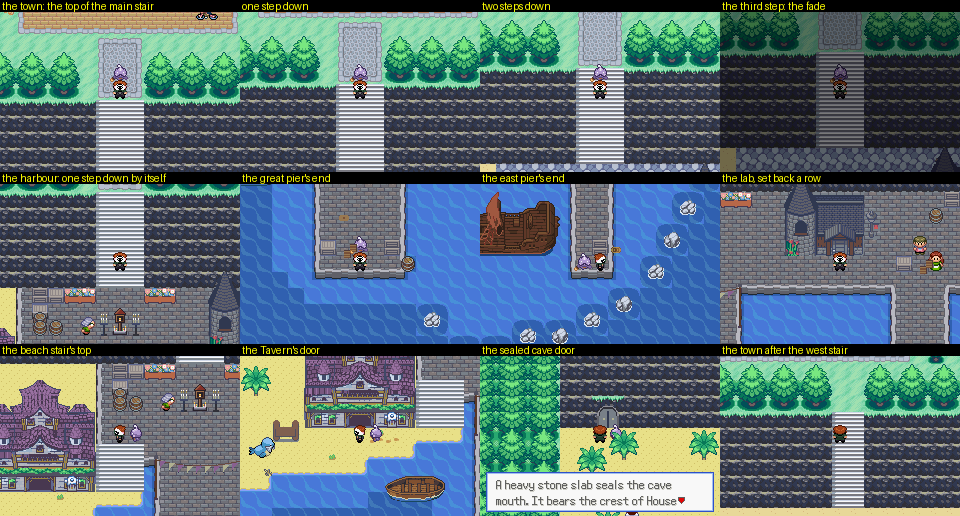 the town: the top of the main stair
one step down
two steps down
the third step: the fade
the harbour: one step down by itself
the great pier's end
the east pier's end
the lab, set back a row
the beach stair's top
the Tavern's door
the sealed cave door
the town after the west stair
A heavy stone slab seals the cave
mouth. It bears the crest of House